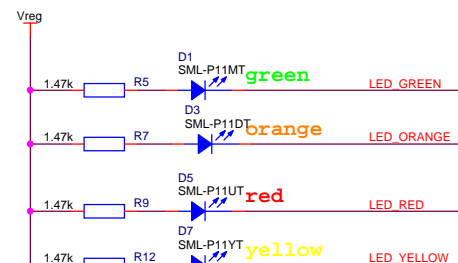 Vreg
D1
SML-P11MT green
1.47k R5 LED_GREEN
D3
SML-P11DT orange
1.47k R7 LED_ORANGE
D5
SML-P11UT red
1.47k R9 LED_RED
D7
SML-P11YT yellow
1.47k R12 LED_YELLOW